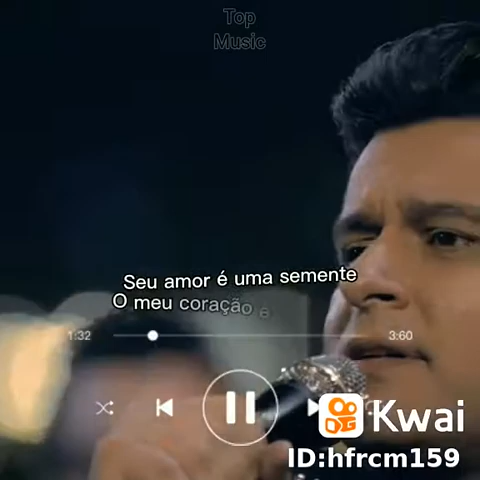 Top
Music
Seu amor é uma semente
O meu coração e
1:32
3:60
Kwai
ID:hfrcm159